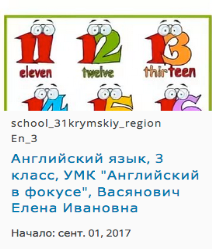 11 12 13
eleven twelve thirteen
school_31krymskiy_region
En_3
Английский язык, 3
класс, УМК "Английский
в фокусе", Васянович
Елена Ивановна
Начало: сент. 01, 2017